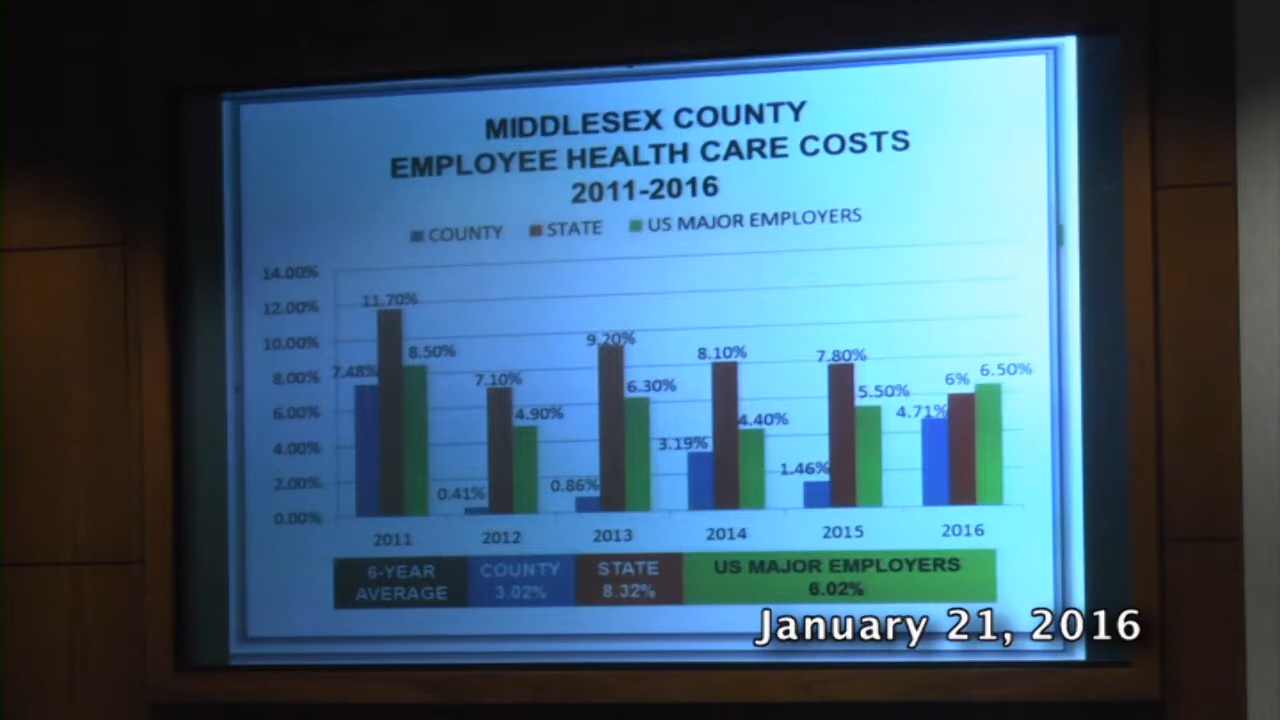 MIDDLESEX COUNTY
EMPLOYEE HEALTH CARE COSTS
2011-2016
COUNTY STATE US MAJOR EMPLOYERS
14.00%
12.00%
10.00%
8.00%
6.00%
4.00%
2.00%
0.00%
7.48% 11.70% 8.50%
0.41% 7.10% 4.90%
0.86% 9.20% 6.30%
3.19% 8.10% 4.40%
1.46% 7.80% 5.50%
4.71% 6% 6.50%
2011 2012 2013 2014 2015 2016
6-YEAR AVERAGE
COUNTY 3.02%
STATE 8.32%
US MAJOR EMPLOYERS 6.02%
January 21, 2016